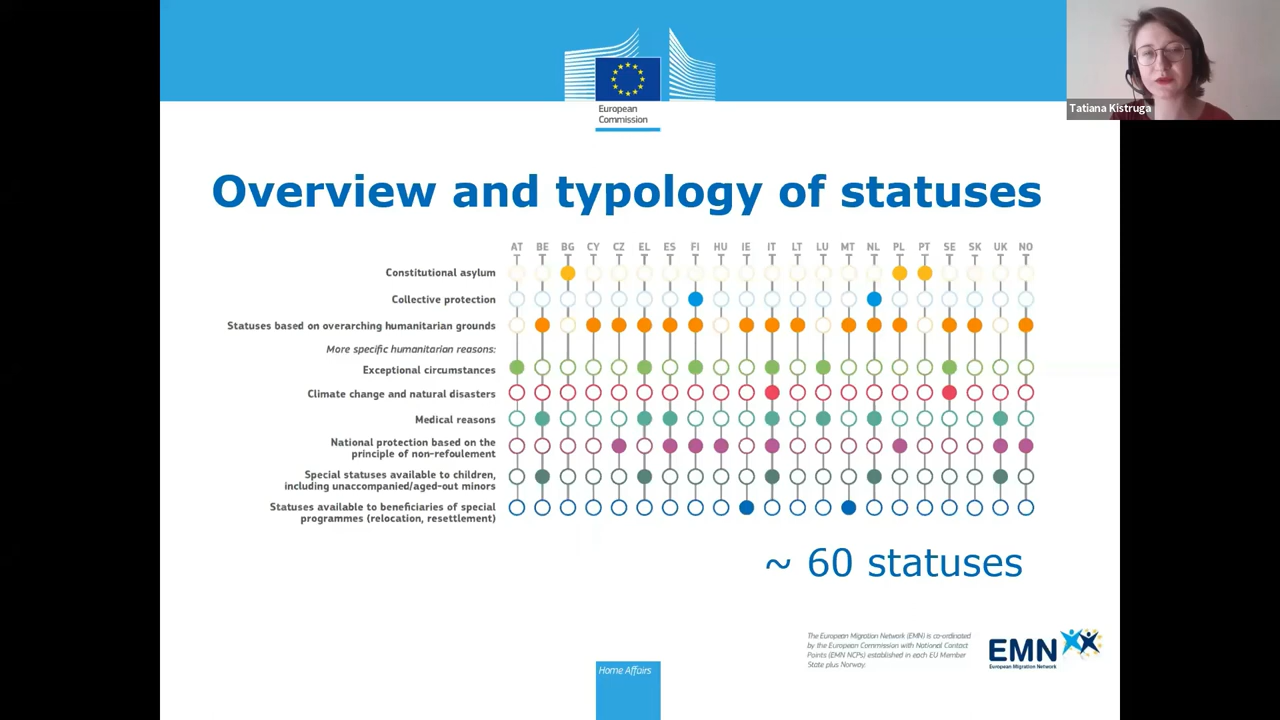 Tatiana Kistruga
European
Commission
Overview and typology of statuses
AT BE BG CY CZ EL ES FI HU IE IT LT LU MT NL PL PT SE SK UK NO
Constitutional asylum
Collective protection
Statuses based on overarching humanitarian grounds
More specific humanitarian reasons:
Exceptional circumstances
Climate change and natural disasters
Medical reasons
National protection based on the
principle of non-refoulement
Special statuses available to children,
including unaccompanied/aged-out minors
Statuses available to beneficiaries of special
programmes (relocation, resettlement)
~ 60 statuses
The European Migration Network (EMN) is co-ordinated
by the European Commission with National Contact
Points (EMN NCPs) established in each EU Member
State plus Norway.
EMN
European Migration Network
Home Affairs